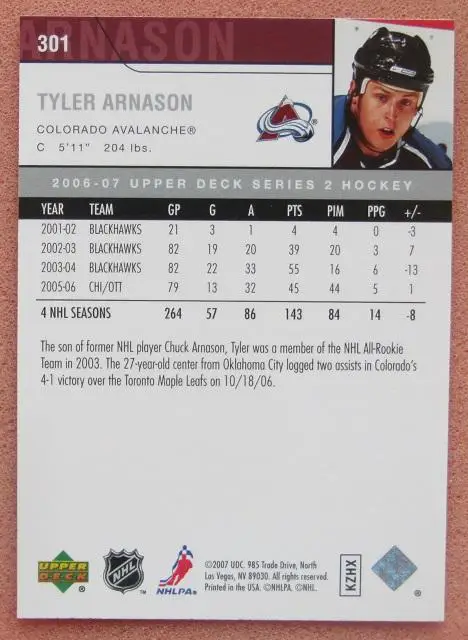 ARNASON
301
TYLER ARNASON
COLORADO AVALANCHE®
C 5'11" 204 lbs.
2006-07 UPPER DECK SERIES 2 HOCKEY
YEAR TEAM GP G A PTS PIM PPG +/-
2001-02 BLACKHAWKS 21 3 1 4 4 0 -3
2002-03 BLACKHAWKS 82 19 20 39 20 3 7
2003-04 BLACKHAWKS 82 22 33 55 16 6 -13
2005-06 CHI/OTT 79 13 32 45 44 5 1
4 NHL SEASONS 264 57 86 143 84 14 -8
The son of former NHL player Chuck Arnason, Tyler was a member of the NHL All-Rookie
Team in 2003. The 27-year-old center from Oklahoma City logged two assists in Colorado's
4-1 victory over the Toronto Maple Leafs on 10/18/06.
UPPER DECK ®
NHL ™
NHLPA ®
©2007 UDC. 985 Trade Drive, North
Las Vegas, NV 89030. All rights reserved.
Printed in the USA. ©NHLPA, ©NHL.
KZHX
®